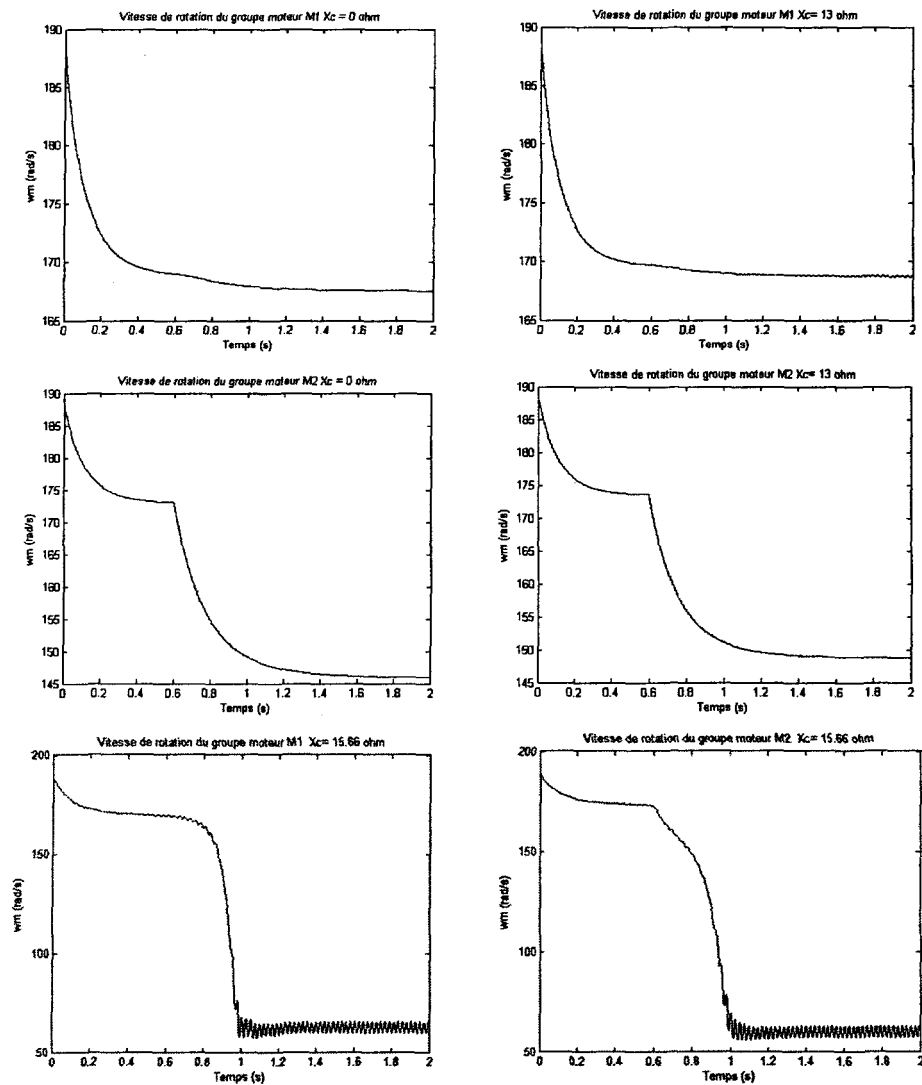 Vitesse de rotation du groupe moteur M1 Xc = 0 ohm
190
185
180
175
170
165
wm (rad/s)
0 0.2 0.4 0.6 0.8 1 1.2 1.4 1.6 1.8 2
Temps (s)
Vitesse de rotation du groupe moteur M1 Xc= 13 ohm
190
185
180
175
170
165
wm (rad/s)
0 0.2 0.4 0.6 0.8 1 1.2 1.4 1.6 1.8 2
Temps (s)
Vitesse de rotation du groupe moteur M2 Xc = 0 ohm
190
185
180
175
170
165
160
155
150
145
wm (rad/s)
0 0.2 0.4 0.6 0.8 1 1.2 1.4 1.6 1.8 2
Temps (s)
Vitesse de rotation du groupe moteur M2 Xc= 13 ohm
190
185
180
175
170
165
160
155
150
145
wm (rad/s)
0 0.2 0.4 0.6 0.8 1 1.2 1.4 1.6 1.8 2
Temps (s)
Vitesse de rotation du groupe moteur M1 Xc= 15.66 ohm
200
150
100
50
wm (rad/s)
0 0.2 0.4 0.6 0.8 1 1.2 1.4 1.6 1.8 2
Temps (s)
Vitesse de rotation du groupe moteur M2 Xc= 15.66 ohm
200
150
100
50
wm (rad/s)
0 0.2 0.4 0.6 0.8 1 1.2 1.4 1.6 1.8 2
Temps (s)